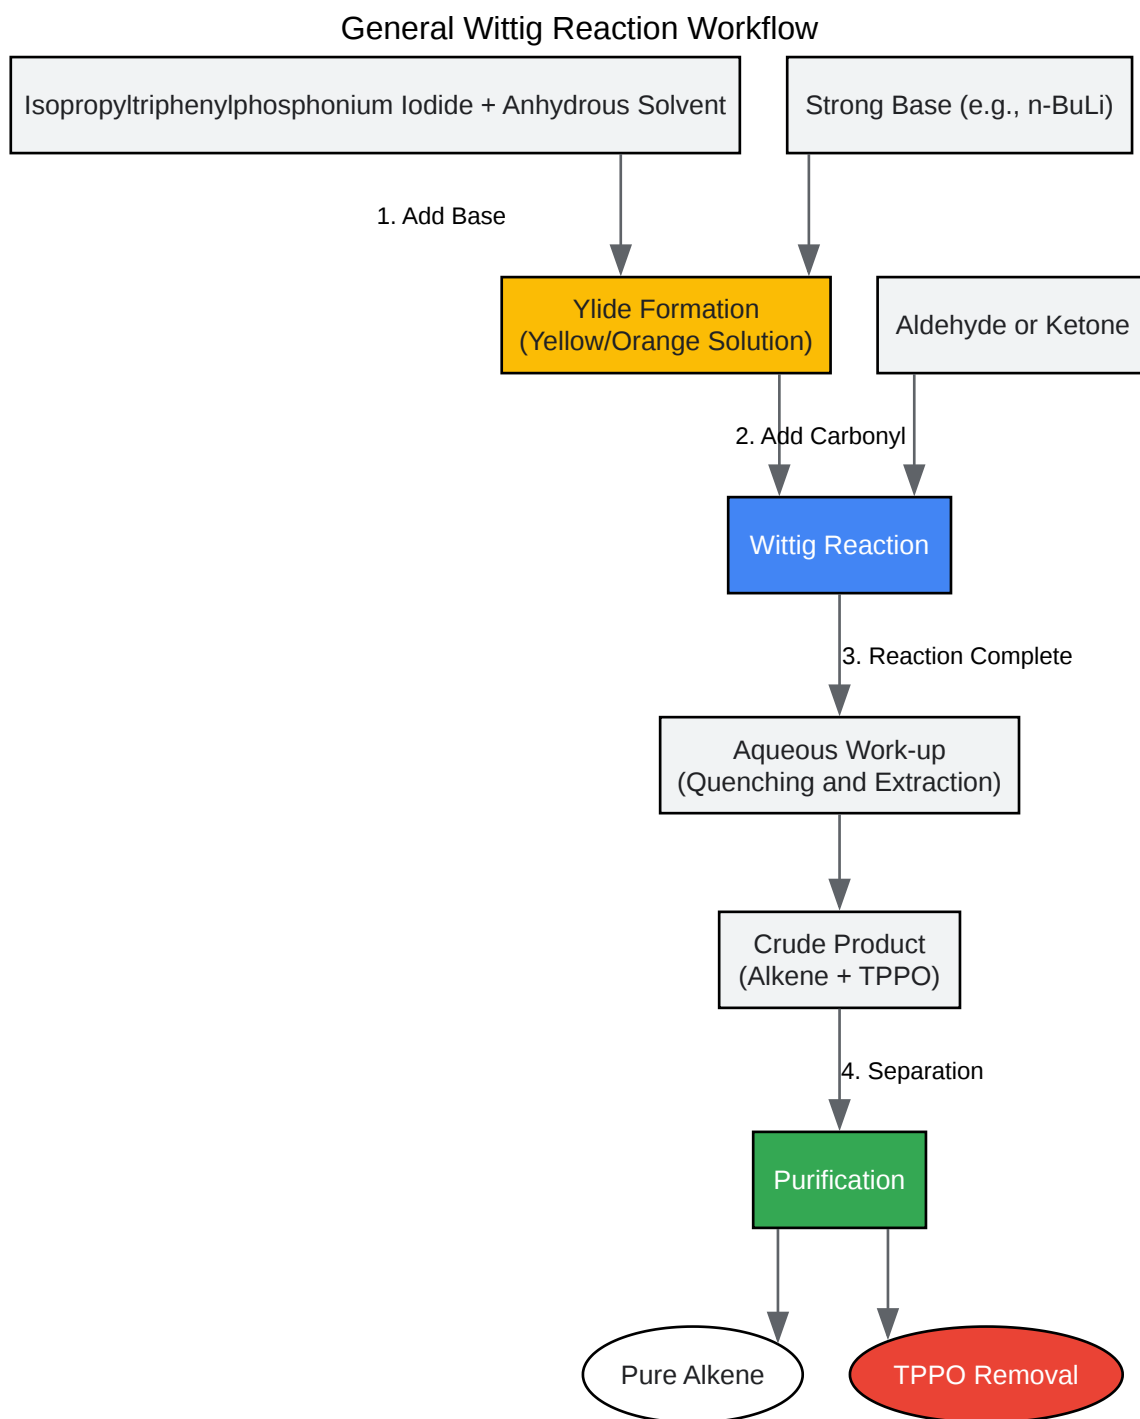 General Wittig Reaction Workflow
Isopropyltriphenylphosphonium Iodide + Anhydrous Solvent
Strong Base (e.g., n-BuLi)
1. Add Base
Ylide Formation
(Yellow/Orange Solution)
Aldehyde or Ketone
2. Add Carbonyl
Wittig Reaction
3. Reaction Complete
Aqueous Work-up
(Quenching and Extraction)
Crude Product
(Alkene + TPPO)
4. Separation
Purification
Pure Alkene
TPPO Removal